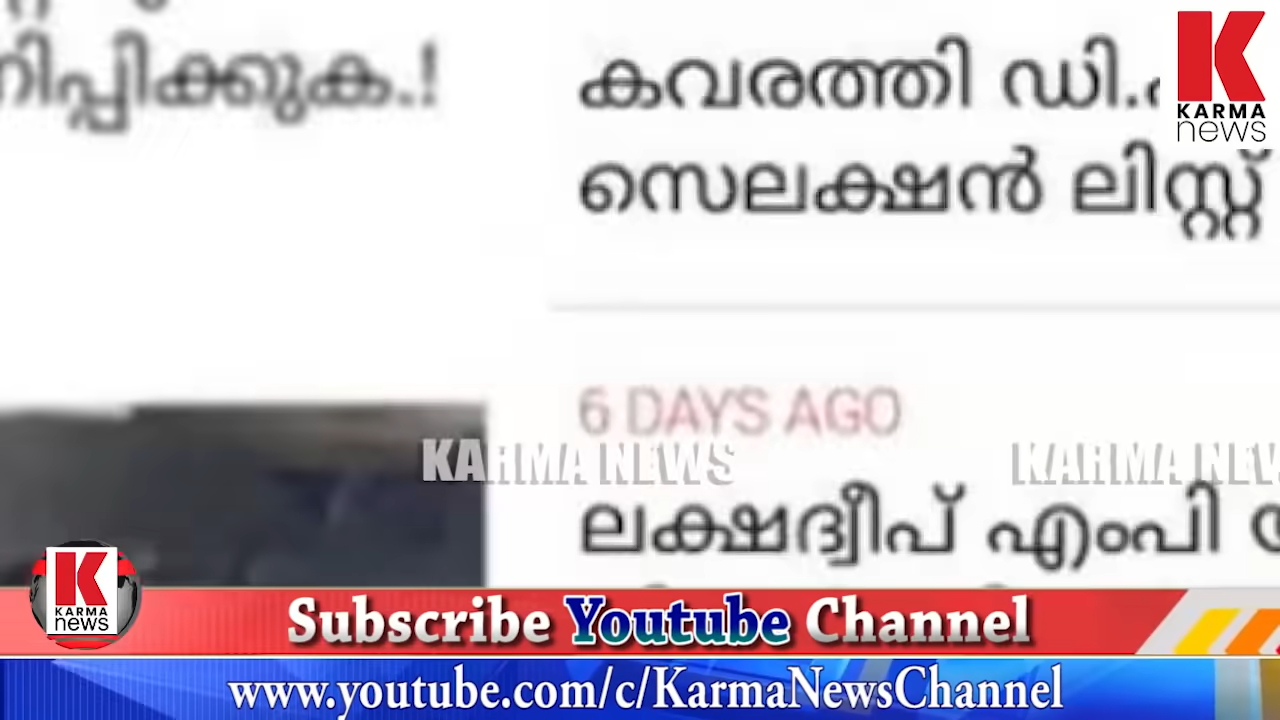 നിപ്പിക്കുക.!
കവരത്തി ഡി.
സെലക്ഷൻ ലിസ്റ്റ്
KARMA
news
6 DAYS AGO
KARMA NEWS
KARMA NEWS
ലക്ഷദ്വീപ് എംപി
KARMA
news
Subscribe Youtube Channel
www.youtube.com/c/KarmaNewsChannel